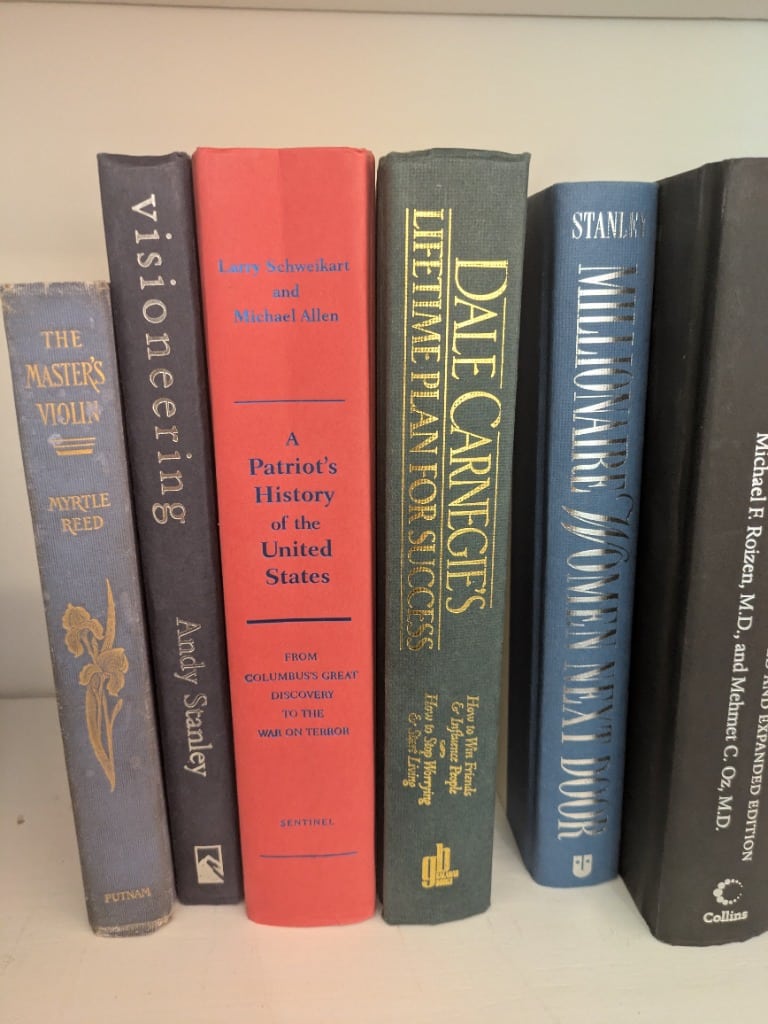 THE
MASTER'S
VIOLIN
MYRTLE
REED
PUTNAM
visioneering
Andy Stanley
Larry Schweikart
and
Michael Allen
A
Patriot's
History
of the
United
States
FROM
COLUMBUS'S GREAT
DISCOVERY
TO THE
WAR ON TERROR
SENTINEL
DALE CARNEGIE'S
LIFETIME PLAN FOR SUCCESS
How to Win Friends
& Influence People
How to Stop Worrying
& Start Living
gb
STANLEY
MILLIONAIRE WOMEN NEXT DOOR
AND EXPANDED EDITION
Michael F. Roizen, M.D., and Mehmet C. Oz, M.D.
Collins